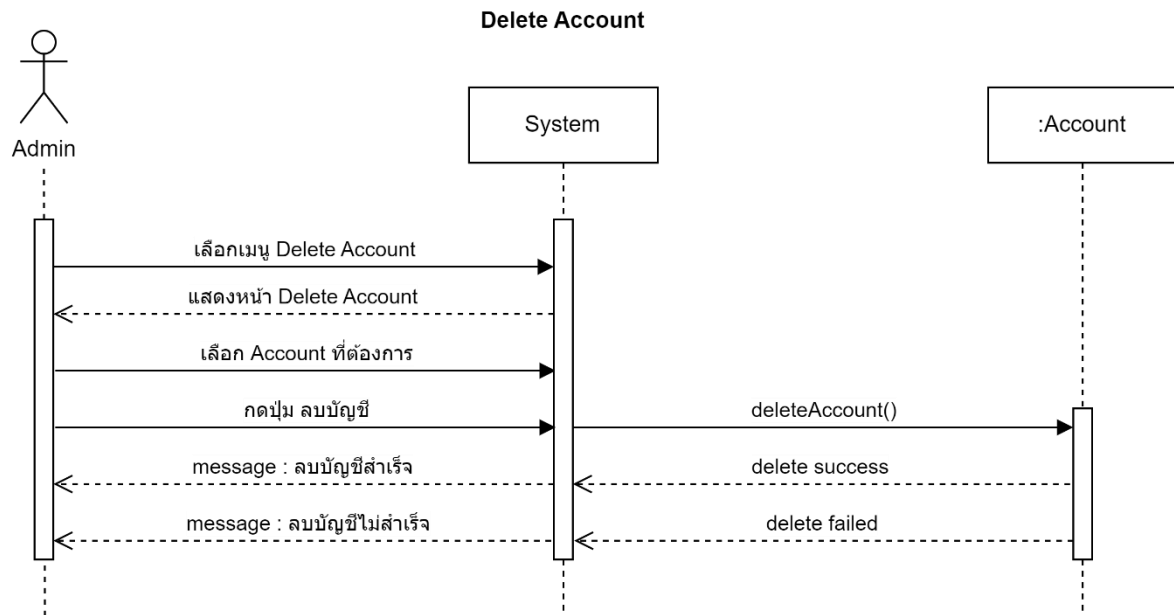 Delete Account
Admin
System
:Account
เลือกเมนู Delete Account
แสดงหน้า Delete Account
เลือก Account ที่ต้องการ
กดปุ่ม ลบบัญชี
deleteAccount()
message : ลบบัญชีสำเร็จ
delete success
message : ลบบัญชีไม่สำเร็จ
delete failed